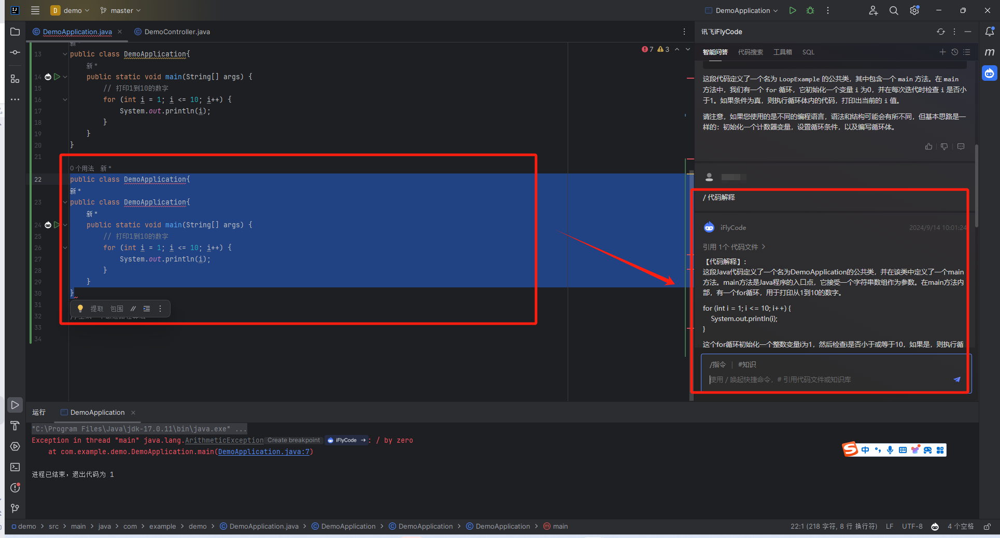 demo
master
DemoApplication
DemoApplication.java
DemoController.java
讯飞iFlyCode
7
3
智能问答
代码搜索
工具箱
SQL
新 *
13 public class DemoApplication{
新 *
14 public static void main(String[] args) {
15 // 打印1到10的数字
16 for (int i = 1; i <= 10; i++) {
17 System.out.println(i);
18 }
19 }
20 }
21
0 个用法 新 *
22 public class DemoApplication{
新 *
23 public class DemoApplication{
新 *
24 public static void main(String[] args) {
25 // 打印1到10的数字
26 for (int i = 1; i <= 10; i++) {
27 System.out.println(i);
28 }
29 }
30 }
31
提取 包围
32
33
34
这段代码定义了一个名为 LoopExample 的公共类，其中包含一个 main 方法。在 main
方法中，我们有一个 for 循环，它初始化一个变量 i 为0，并在每次迭代时检查 i 是否小
于1。如果条件为真，则执行循环体内的代码，打印出当前的 i 值。
请注意，如果您使用的是不同的编程语言，语法和结构可能会有所不同，但基本思路是一
样的：初始化一个计数器变量，设置循环条件，以及编写循环体。
/ 代码解释
iFlyCode
2024/9/14 10:01:24
引用 1个 代码文件 >
【代码解释】：
这段Java代码定义了一个名为DemoApplication的公共类，并在该类中定义了一个main
方法。main方法是Java程序的入口点，它接受一个字符串数组作为参数。在main方法内
部，有一个for循环，用于打印从1到10的数字。
for (int i = 1; i <= 10; i++) {
System.out.println(i);
}
这个for循环初始化一个整数变量i为1，然后检查i是否小于或等于10，如果是，则执行循
/指令 | #知识
使用 / 唤起快捷命令，# 引用代码文件或知识库
运行
DemoApplication
"C:\Program Files\Java\jdk-17.0.11\bin\java.exe" ...
Exception in thread "main" java.lang.ArithmeticException Create breakpoint iFlyCode → : / by zero
at com.example.demo.DemoApplication.main(DemoApplication.java:7)
进程已结束，退出代码为 1
中
demo > src > main > java > com > example > demo > DemoApplication.java > DemoApplication > DemoApplication > DemoApplication > main
22:1 (218 字符, 8 行 换行符)
LF
UTF-8
4 个空格